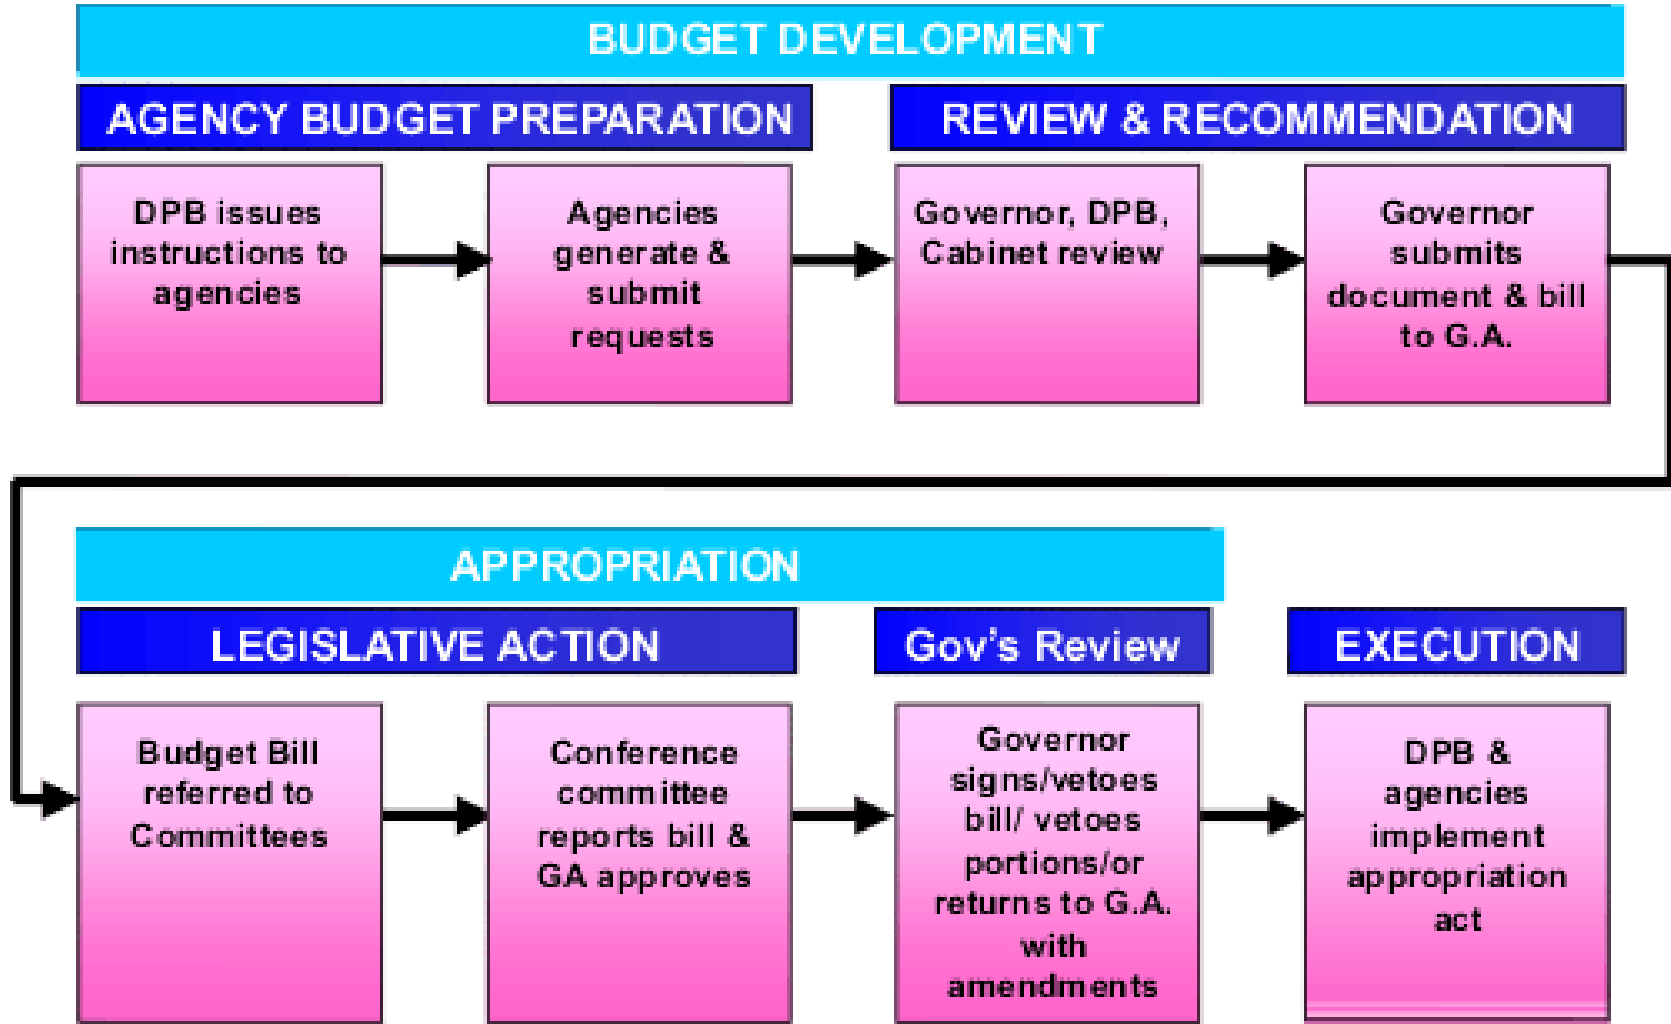 BUDGET DEVELOPMENT
AGENCY BUDGET PREPARATION
REVIEW & RECOMMENDATION
DPB issues
instructions to
agencies
Agencies
generate &
submit
requests
Governor, DPB,
Cabinet review
Governor
submits
document & bill
to G.A.
APPROPRIATION
LEGISLATIVE ACTION
Gov's Review
EXECUTION
Budget Bill
referred to
Committees
Conference
committee
reports bill &
GA approves
Governor
signs/vetoes
bill/ vetoes
portions/or
returns to G.A.
with
amendments
DPB &
agencies
implement
appropriation
act